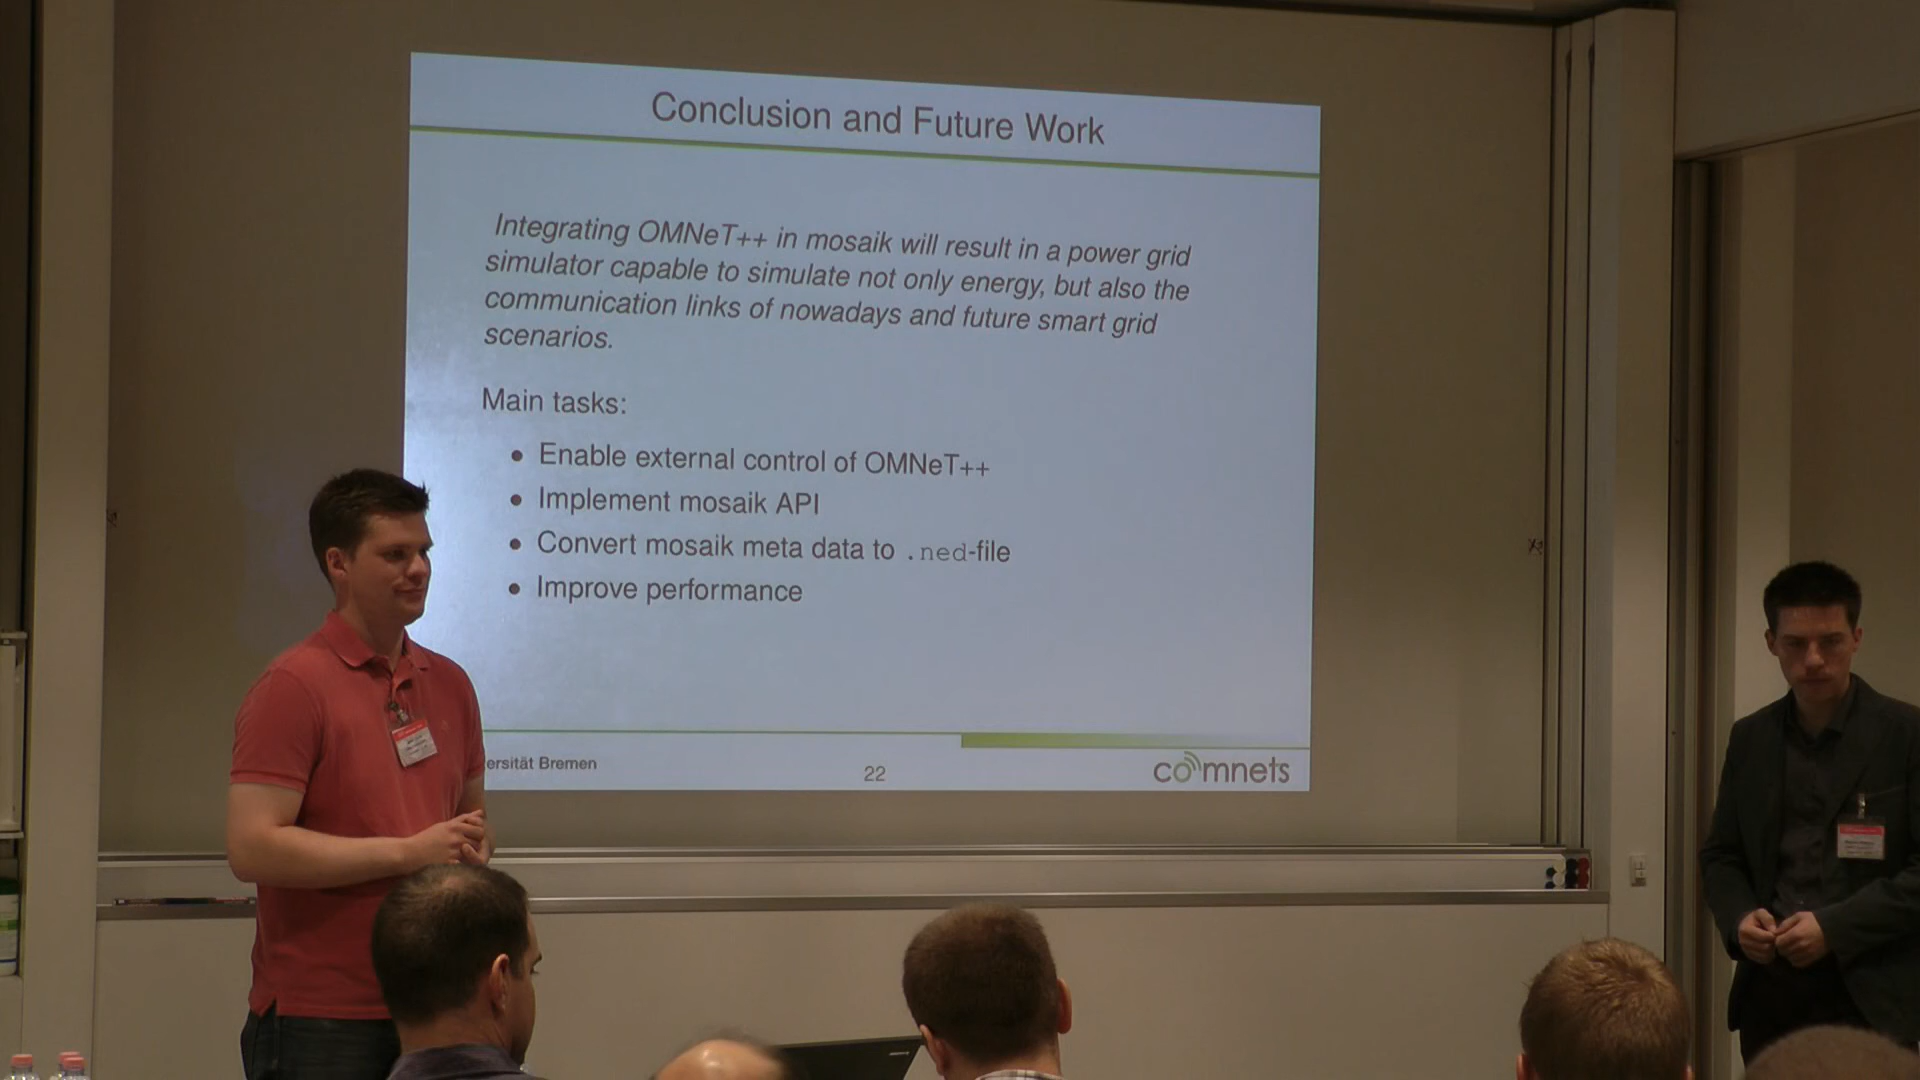 Conclusion and Future Work
Integrating OMNeT++ in mosaik will result in a power grid
simulator capable to simulate not only energy, but also the
communication links of nowadays and future smart grid
scenarios.
Main tasks:
• Enable external control of OMNeT++
• Implement mosaik API
• Convert mosaik meta data to .ned-file
• Improve performance
ersität Bremen
22
comnets